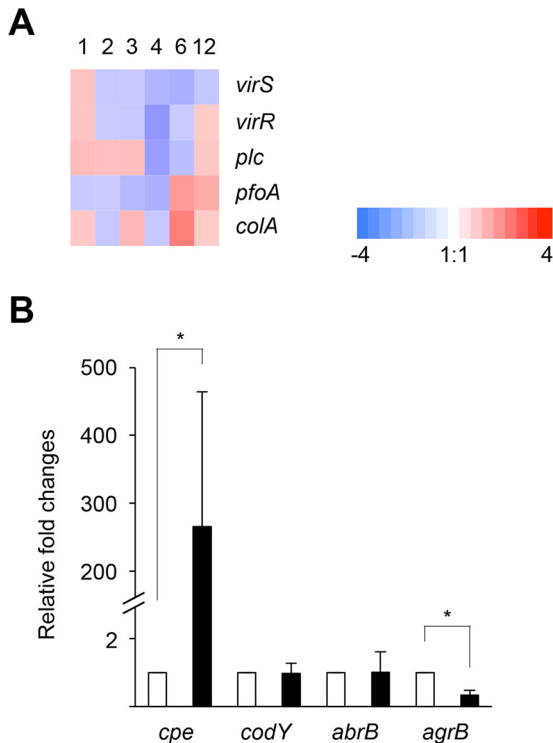 A
1 2 3 4 6 12
virS
virR
plc
pfoA
colA
-4 1:1 4
B
Relative fold changes
500
400
300
200
2
*
*
cpe codY abrB agrB